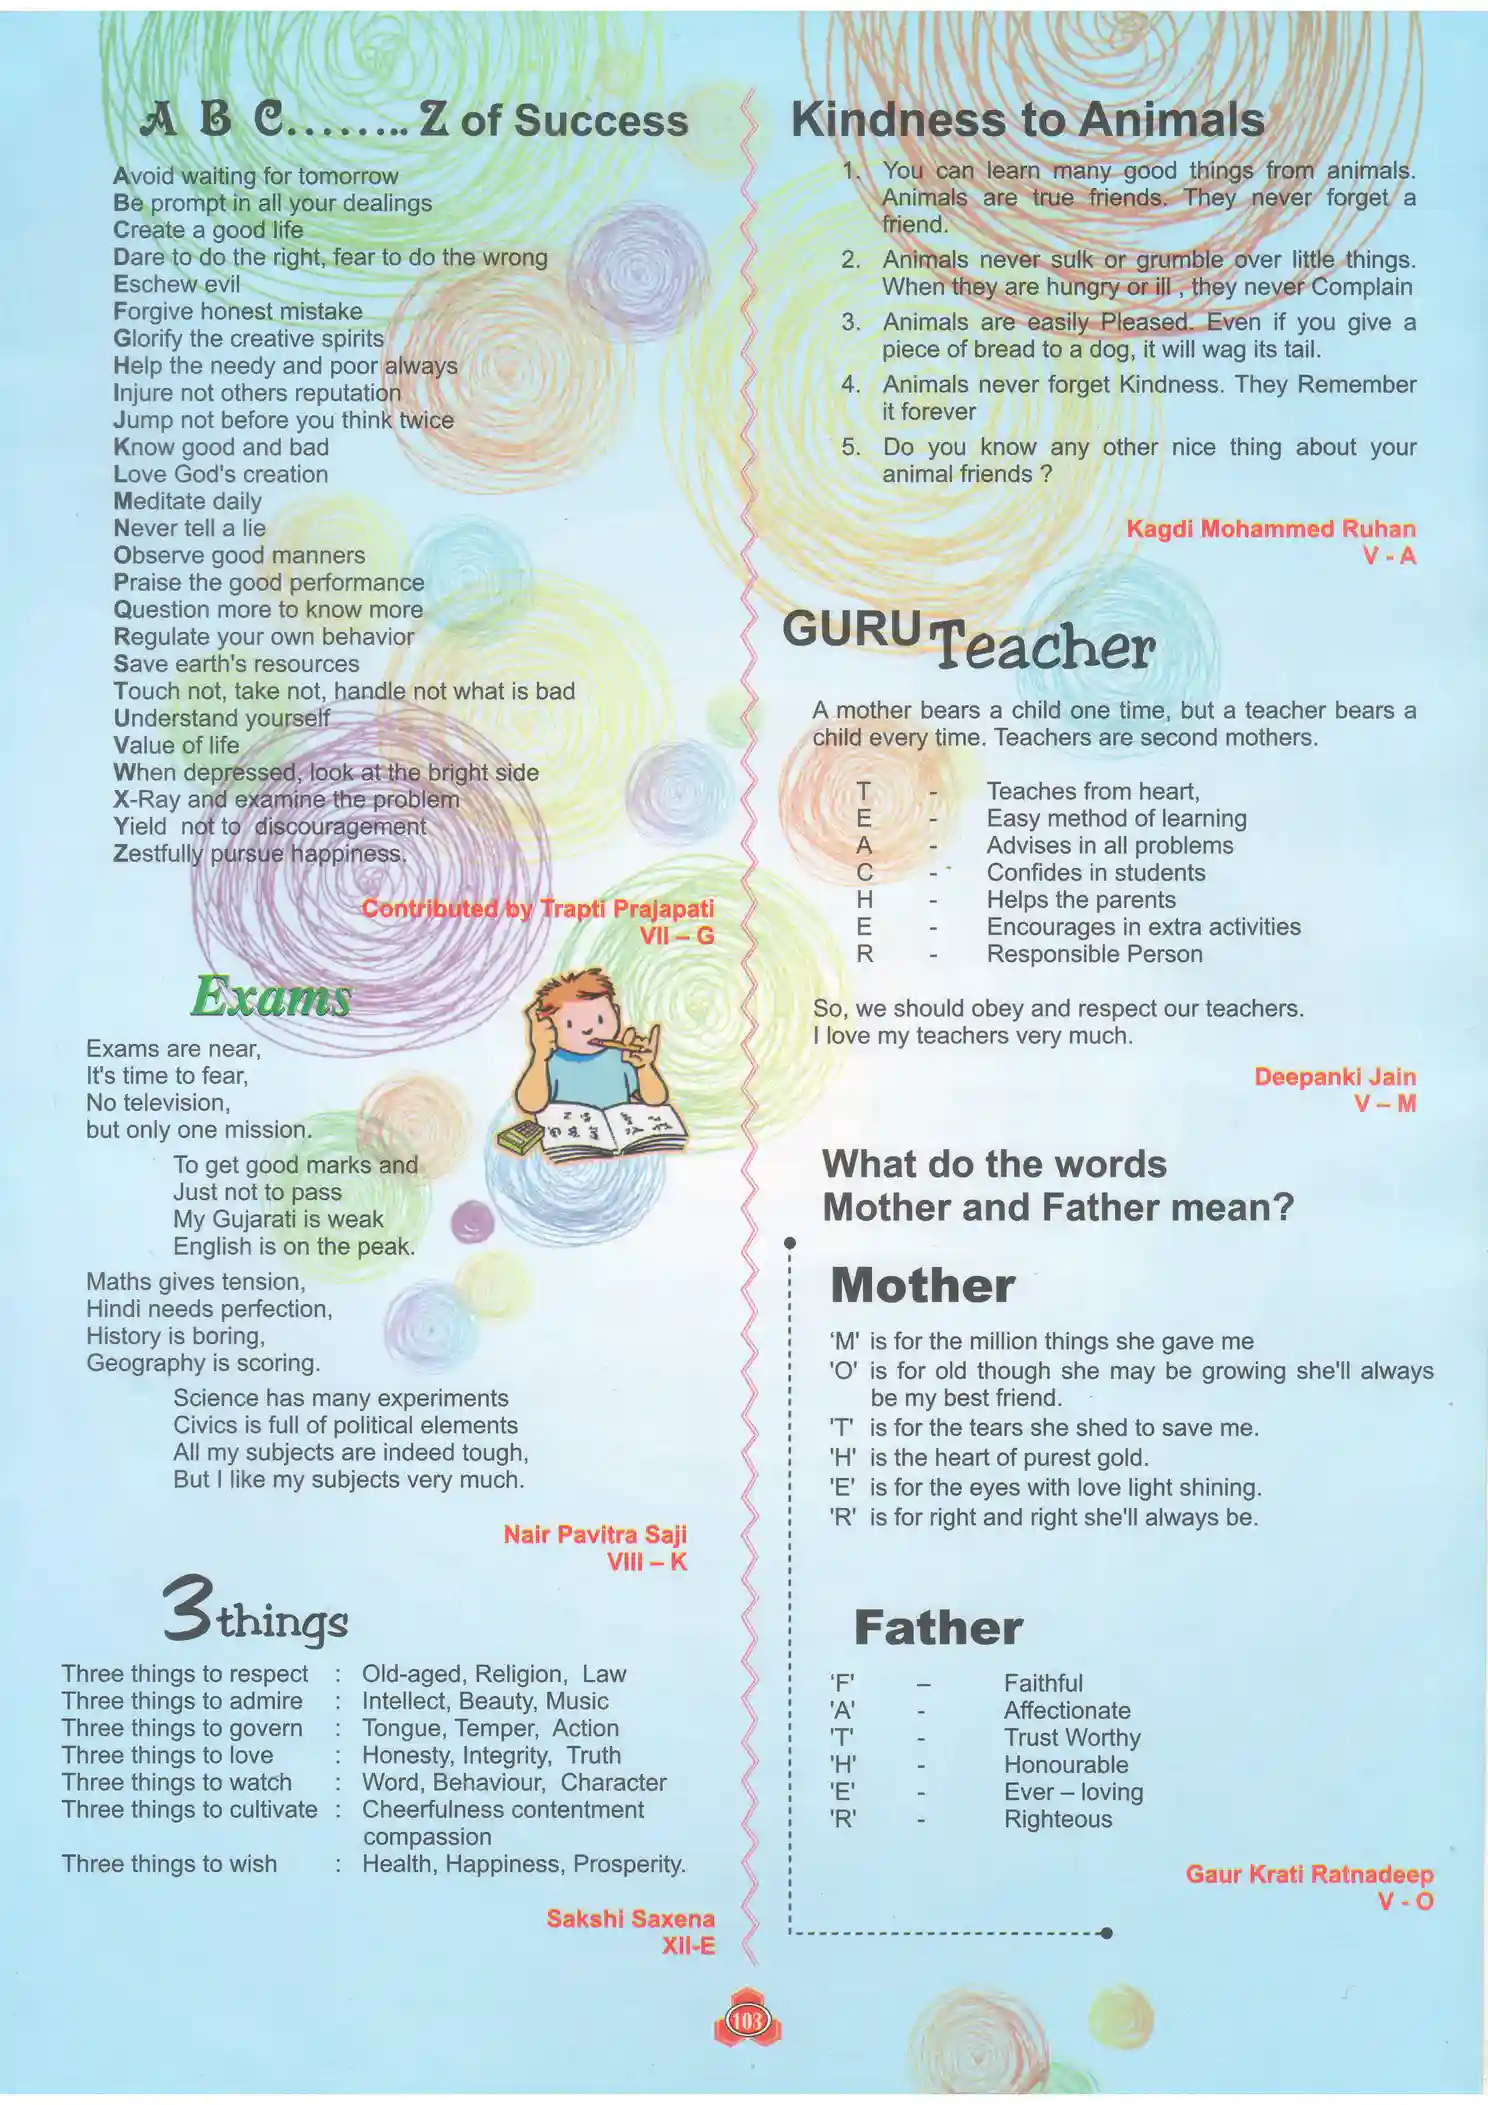 A B C........ Z of Success
Avoid waiting for tomorrow
Be prompt in all your dealings
Create a good life
Dare to do the right, fear to do the wrong
Eschew evil
Forgive honest mistake
Glorify the creative spirits
Help the needy and poor always
Injure not others reputation
Jump not before you think twice
Know good and bad
Love God's creation
Meditate daily
Never tell a lie
Observe good manners
Praise the good performance
Question more to know more
Regulate your own behavior
Save earth's resources
Touch not, take not, handle not what is bad
Understand yourself
Value of life
When depressed, look at the bright side
X-Ray and examine the problem
Yield not to discouragement
Zestfully pursue happiness.
Contributed by Trapti Prajapati
VII – G
Exams
Exams are near,
It's time to fear,
No television,
but only one mission.
To get good marks and
Just not to pass
My Gujarati is weak
English is on the peak.
Maths gives tension,
Hindi needs perfection,
History is boring,
Geography is scoring.
Science has many experiments
Civics is full of political elements
All my subjects are indeed tough,
But I like my subjects very much.
Nair Pavitra Saji
VIII – K
3 things
Three things to respect : Old-aged, Religion, Law
Three things to admire : Intellect, Beauty, Music
Three things to govern : Tongue, Temper, Action
Three things to love : Honesty, Integrity, Truth
Three things to watch : Word, Behaviour, Character
Three things to cultivate : Cheerfulness contentment
compassion
Three things to wish : Health, Happiness, Prosperity.
Sakshi Saxena
XII-E
Kindness to Animals
1. You can learn many good things from animals.
Animals are true friends. They never forget a
friend.
2. Animals never sulk or grumble over little things.
When they are hungry or ill , they never Complain
3. Animals are easily Pleased. Even if you give a
piece of bread to a dog, it will wag its tail.
4. Animals never forget Kindness. They Remember
it forever
5. Do you know any other nice thing about your
animal friends ?
Kagdi Mohammed Ruhan
V - A
GURU Teacher
A mother bears a child one time, but a teacher bears a
child every time. Teachers are second mothers.
T - Teaches from heart,
E - Easy method of learning
A - Advises in all problems
C - Confides in students
H - Helps the parents
E - Encourages in extra activities
R - Responsible Person
So, we should obey and respect our teachers.
I love my teachers very much.
Deepanki Jain
V – M
What do the words
Mother and Father mean?
Mother
‘M' is for the million things she gave me
'O' is for old though she may be growing she'll always
be my best friend.
'T' is for the tears she shed to save me.
'H' is the heart of purest gold.
'E' is for the eyes with love light shining.
'R' is for right and right she'll always be.
Father
‘F' – Faithful
'A' - Affectionate
'T' - Trust Worthy
'H' - Honourable
'E' - Ever – loving
'R' - Righteous
Gaur Krati Ratnadeep
V - O
103